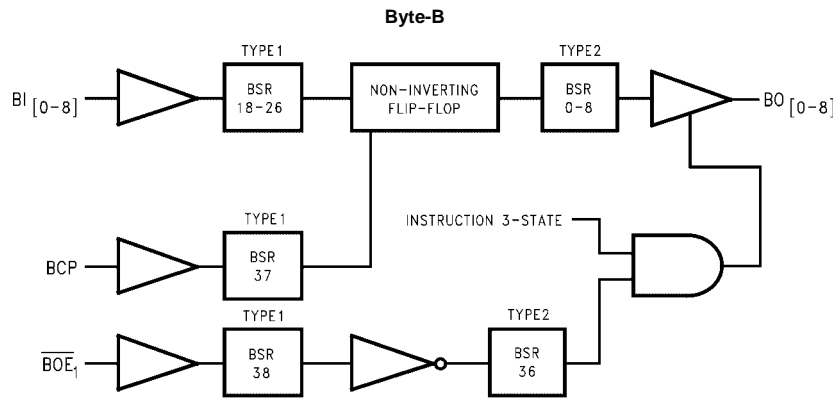 Byte-B
TYPE1
TYPE2
BI [0-8]
BSR
18-26
NON-INVERTING
FLIP-FLOP
BSR
0-8
BO [0-8]
TYPE1
INSTRUCTION 3-STATE
BCP
BSR
37
TYPE1
TYPE2
BOE1
BSR
38
BSR
36